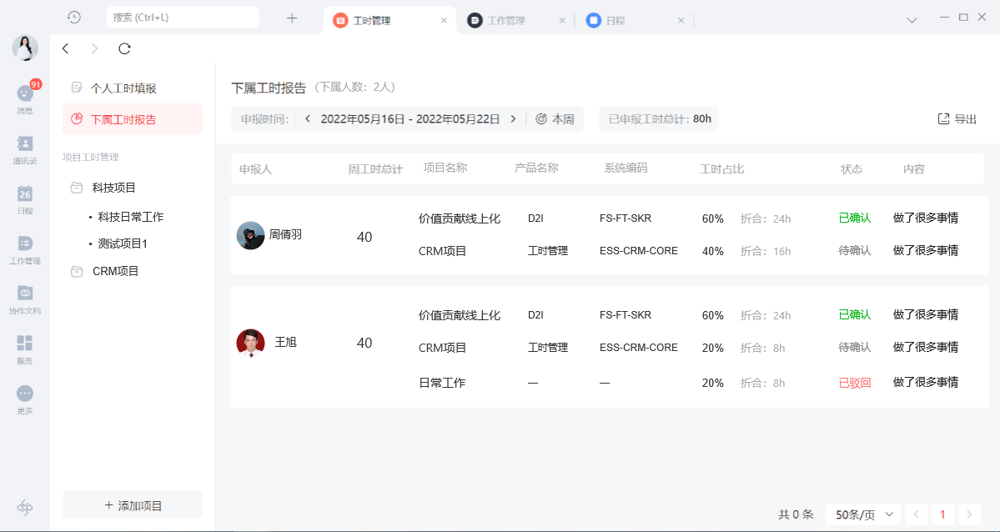 搜索 (Ctrl+L)
工时管理
工作管理
日程
91
消息
通讯录
26
日程
工作管理
协作文档
服务
更多
个人工时填报
下属工时报告
项目工时管理
科技项目
• 科技日常工作
• 测试项目1
CRM项目
添加项目
下属工时报告 (下属人数：2人)
申报时间： 2022年05月16日 - 2022年05月22日 本周 已申报工时总计：80h 导出
申报人 周工时总计 项目名称 产品名称 系统编码 工时占比 状态 内容
周倩羽 40
价值贡献线上化 D2I FS-FT-SKR 60% 折合：24h 已确认 做了很多事情
CRM项目 工时管理 ESS-CRM-CORE 40% 折合：16h 待确认 做了很多事情
王旭 40
价值贡献线上化 D2I FS-FT-SKR 60% 折合：24h 已确认 做了很多事情
CRM项目 工时管理 ESS-CRM-CORE 20% 折合：8h 待确认 做了很多事情
日常工作 — — 20% 折合：8h 已驳回 做了很多事情
共 0 条 50条/页 1